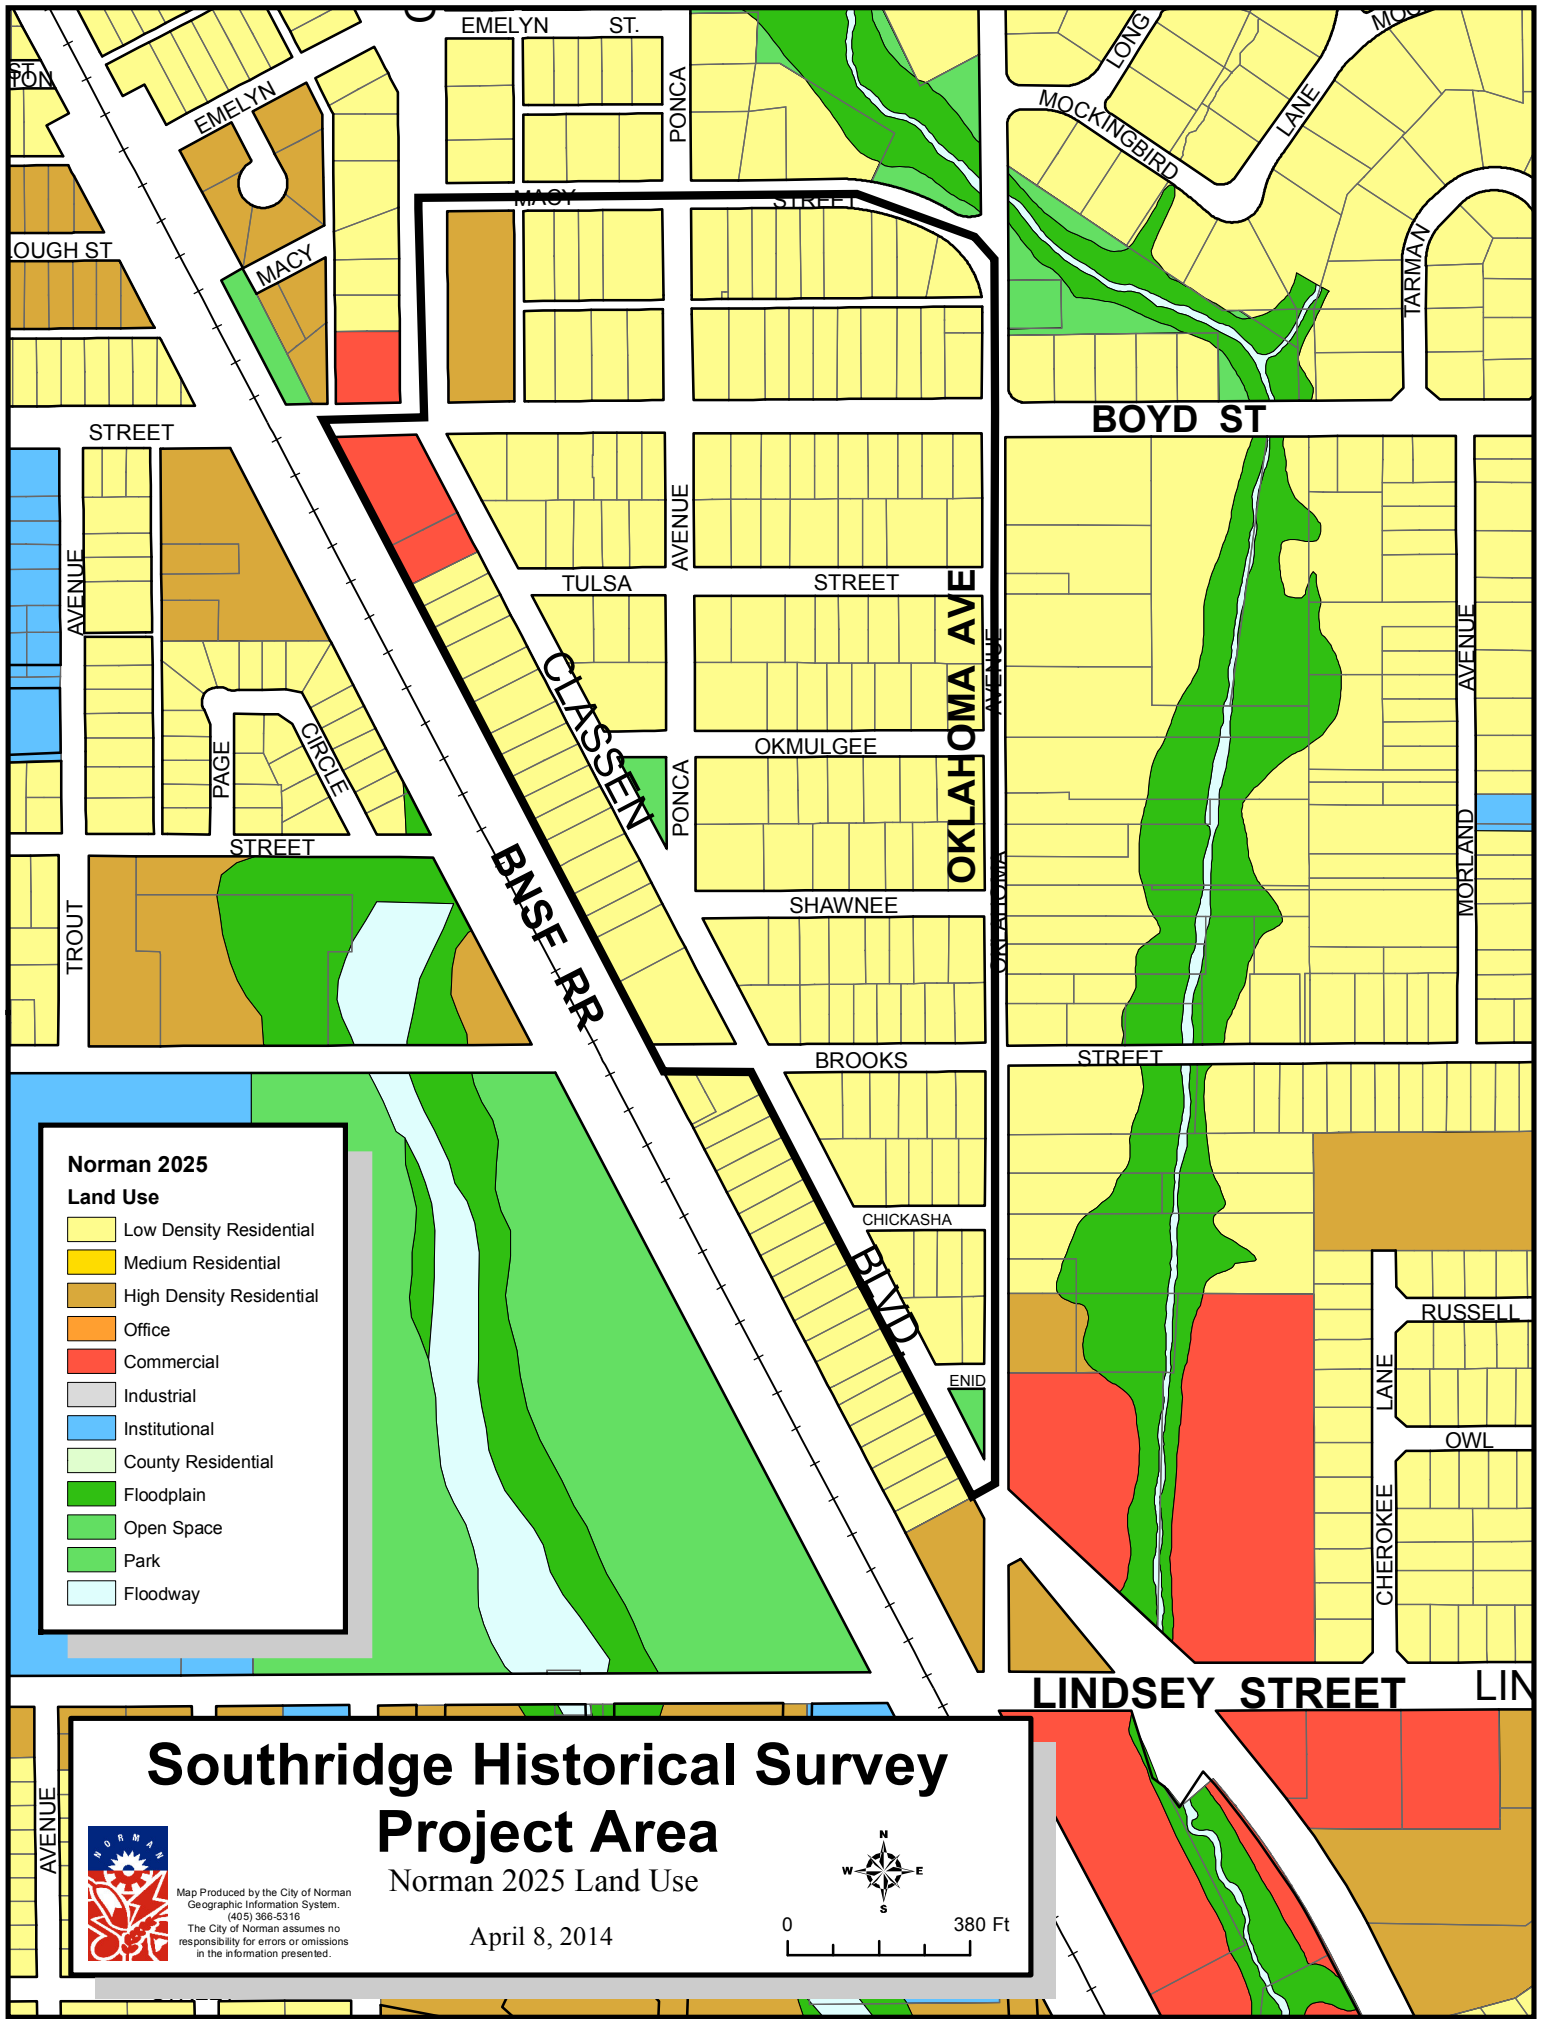 EMELYN ST.
LONG
LANE
ST
TON
EMELYN
PONCA
MOCKINGBIRD
MACY STREET
LOUGH ST
MACY
TARMAN
STREET
BOYD ST
AVENUE
AVENUE
TULSA STREET
OKLAHOMA AVE
AVENUE
AVENUE
CLASSEN
PAGE
CIRCLE
OKMULGEE
PONCA
MORLAND
STREET
BNSF RR
TROUT
SHAWNEE
OKLAHOMA
BROOKS STREET
CHICKASHA
BLVD.
ENID
RUSSELL
LANE
OWL
CHEROKEE
Norman 2025
Land Use
Low Density Residential
Medium Residential
High Density Residential
Office
Commercial
Industrial
Institutional
County Residential
Floodplain
Open Space
Park
Floodway
LINDSEY STREET
LIN
AVENUE
Southridge Historical Survey
Project Area
Norman 2025 Land Use
April 8, 2014
NORMAN
Map Produced by the City of Norman
Geographic Information System.
(405) 366-5316
The City of Norman assumes no
responsibility for errors or omissions
in the information presented.
N
W E
S
0 380 Ft